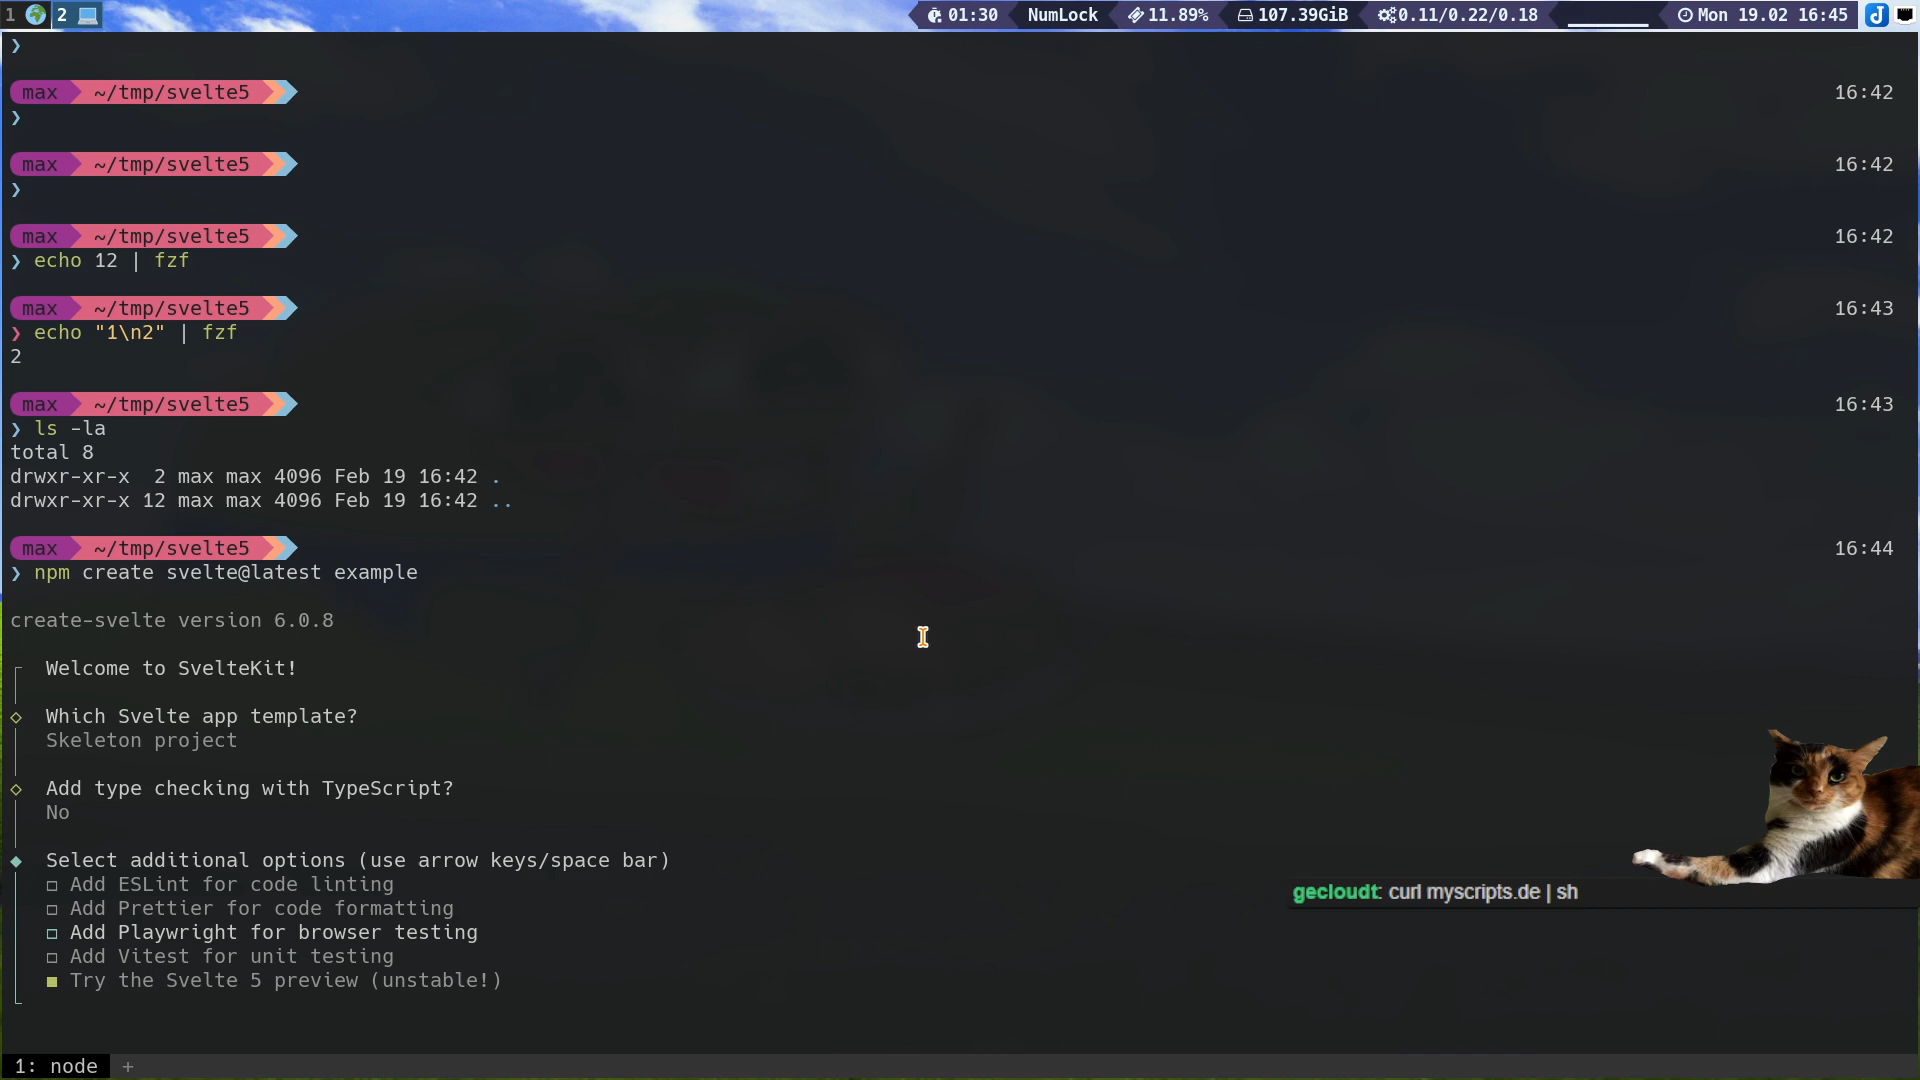 1 2 01:30 NumLock 11.89% 107.39GiB 0.11/0.22/0.18 Mon 19.02 16:45
❯
max ~/tmp/svelte5 16:42
❯
max ~/tmp/svelte5 16:42
❯
max ~/tmp/svelte5 16:42
❯ echo 12 | fzf
max ~/tmp/svelte5 16:43
❯ echo "1\n2" | fzf
2
max ~/tmp/svelte5 16:43
❯ ls -la
total 8
drwxr-xr-x  2 max max 4096 Feb 19 16:42 .
drwxr-xr-x 12 max max 4096 Feb 19 16:42 ..
max ~/tmp/svelte5 16:44
❯ npm create svelte@latest example
create-svelte version 6.0.8
Welcome to SvelteKit!
Which Svelte app template?
Skeleton project
Add type checking with TypeScript?
No
Select additional options (use arrow keys/space bar)
Add ESLint for code linting
gecloudt: curl myscripts.de | sh
Add Prettier for code formatting
Add Playwright for browser testing
Add Vitest for unit testing
Try the Svelte 5 preview (unstable!)
1: node +